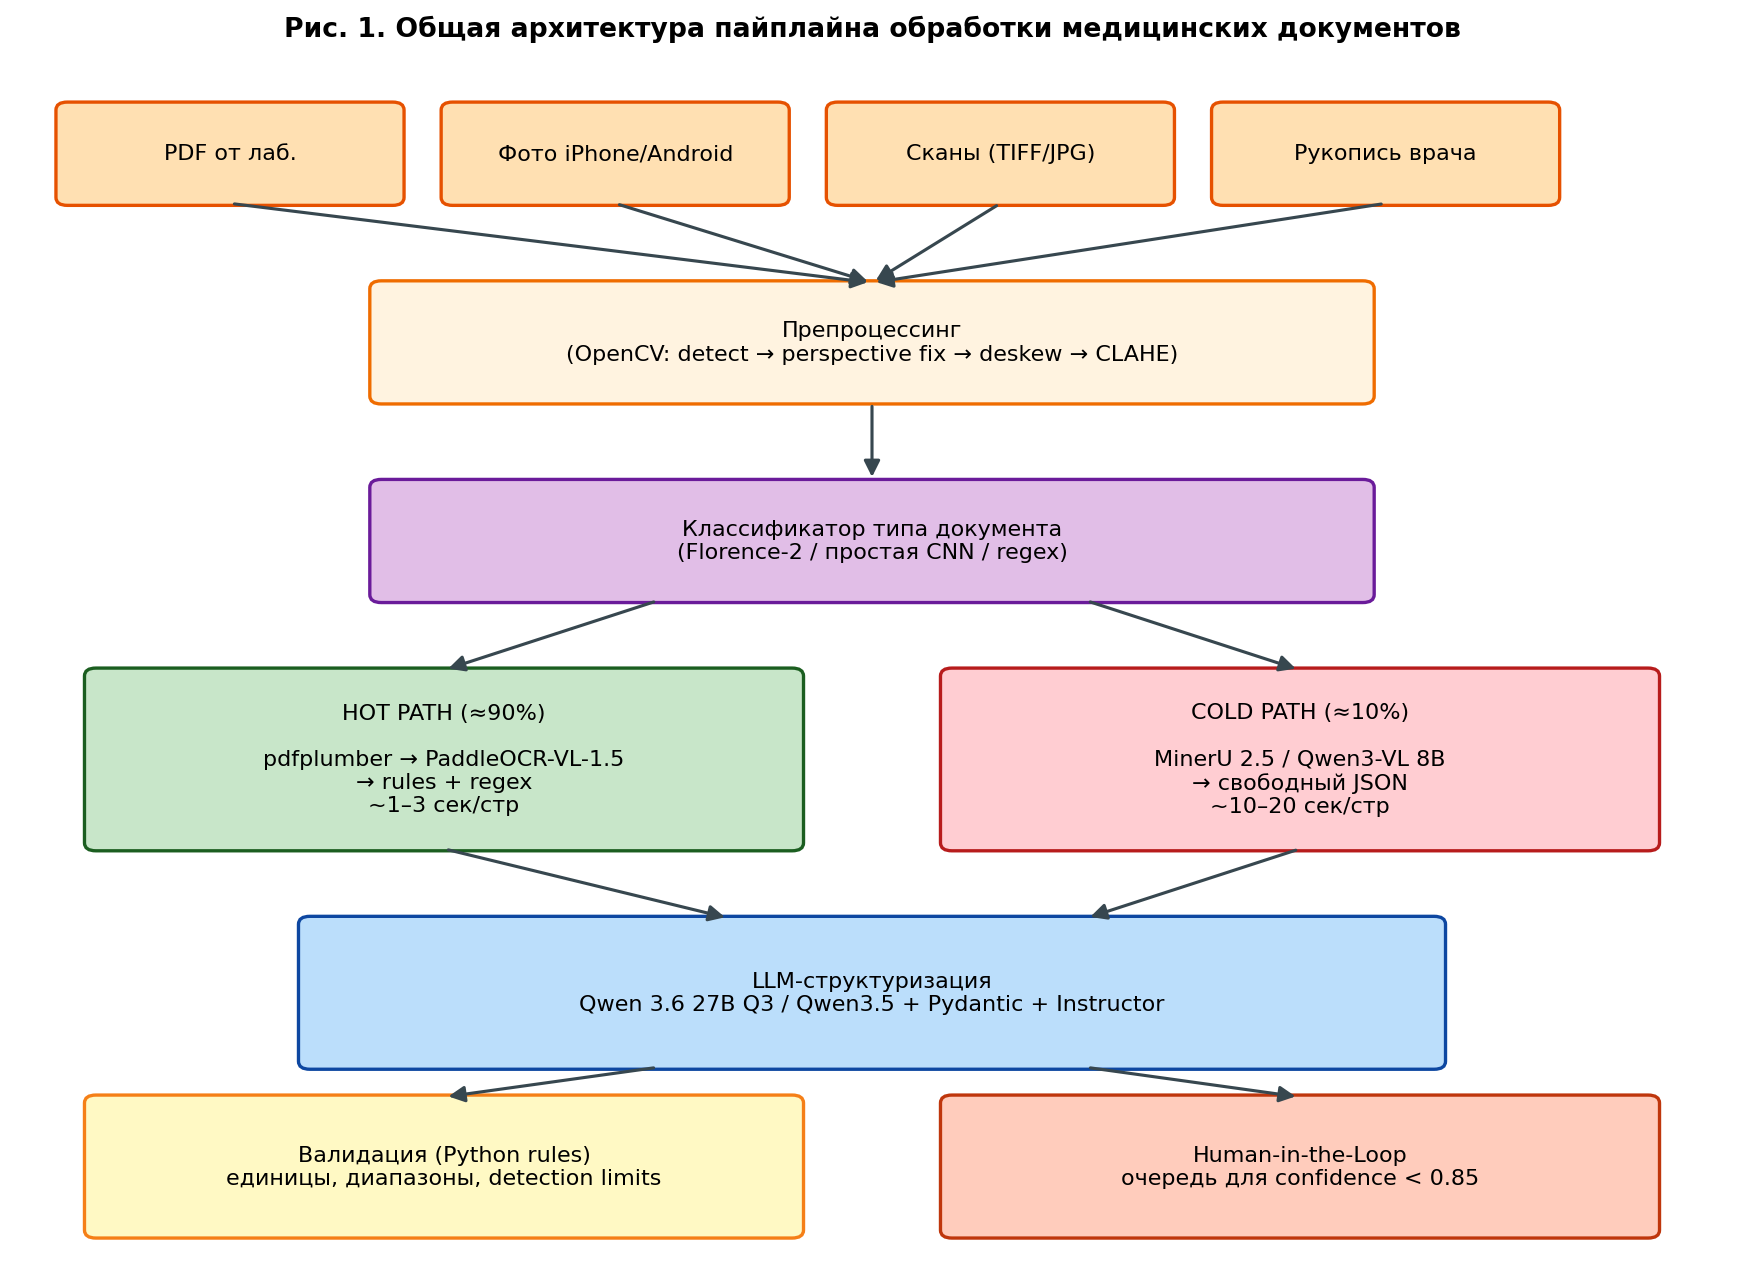 Рис. 1. Общая архитектура пайплайна обработки медицинских документов
PDF от лаб.
Фото iPhone/Android
Сканы (TIFF/JPG)
Рукопись врача
Препроцессинг
(OpenCV: detect → perspective fix → deskew → CLAHE)
Классификатор типа документа
(Florence-2 / простая CNN / regex)
HOT PATH (≈90%)
pdfplumber → PaddleOCR-VL-1.5
→ rules + regex
~1–3 сек/стр
COLD PATH (≈10%)
MinerU 2.5 / Qwen3-VL 8B
→ свободный JSON
~10–20 сек/стр
LLM-структуризация
Qwen 3.6 27B Q3 / Qwen3.5 + Pydantic + Instructor
Валидация (Python rules)
единицы, диапазоны, detection limits
Human-in-the-Loop
очередь для confidence < 0.85